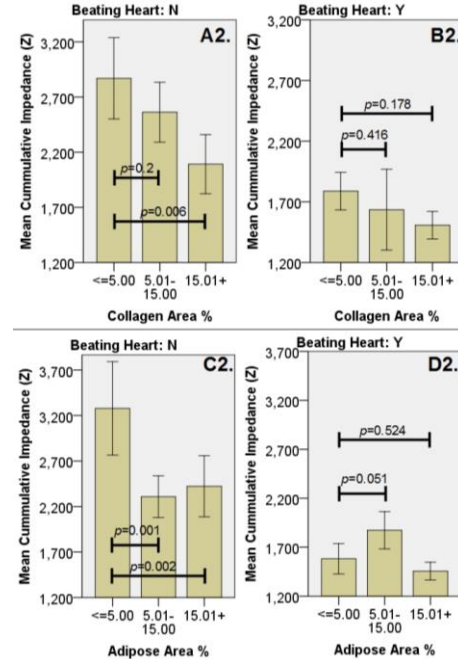 Beating Heart: N
A2.
Mean Cummulative Impedance (Z)
3,200
2,700
2,200
1,700
1,200
p=0.2
p=0.006
<=5.00
5.01-
15.00
15.01+
Collagen Area %
Beating Heart: Y
B2.
Mean Cummulative Impedance (Z)
3,200
2,700
2,200
1,700
1,200
p=0.178
p=0.416
<=5.00
5.01-
15.00
15.01+
Collagen Area %
Beating Heart: N
C2.
Mean Cummulative Impedance (Z)
3,700
3,200
2,700
2,200
1,700
1,200
p=0.001
p=0.002
<=5.00
5.01-
15.00
15.01+
Adipose Area %
Beating Heart: Y
D2.
Mean Cummulative Impedance (Z)
3,700
3,200
2,700
2,200
1,700
1,200
p=0.524
p=0.051
<=5.00
5.01-
15.00
15.01+
Adipose Area %